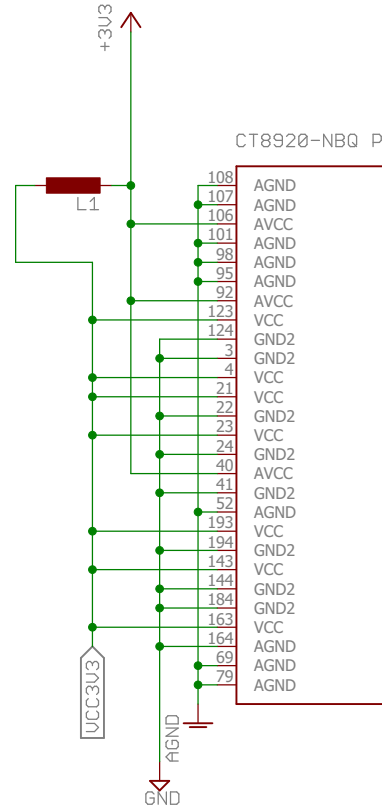 +3V3
CT8920-NBQ P
L1
108 AGND
107 AGND
106 AVCC
101 AGND
98 AGND
95 AGND
92 AVCC
123 VCC
124 GND2
3 GND2
4 VCC
21 VCC
22 GND2
23 VCC
24 GND2
40 AVCC
41 GND2
52 AGND
193 VCC
194 GND2
143 VCC
144 GND2
184 GND2
163 VCC
164 AGND
69 AGND
79 AGND
VCC3V3
AGND
GND